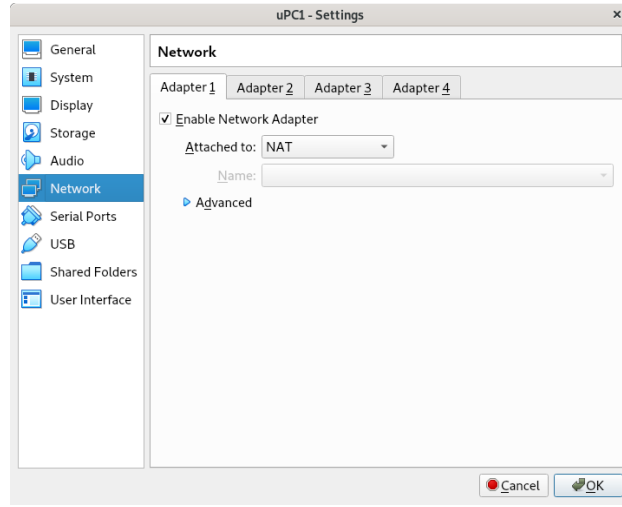 uPC1 - Settings
×
General
System
Display
Storage
Audio
Network
Serial Ports
USB
Shared Folders
User Interface
Network
Adapter 1 Adapter 2 Adapter 3 Adapter 4
Enable Network Adapter
Attached to: NAT
Name:
Advanced
Cancel OK